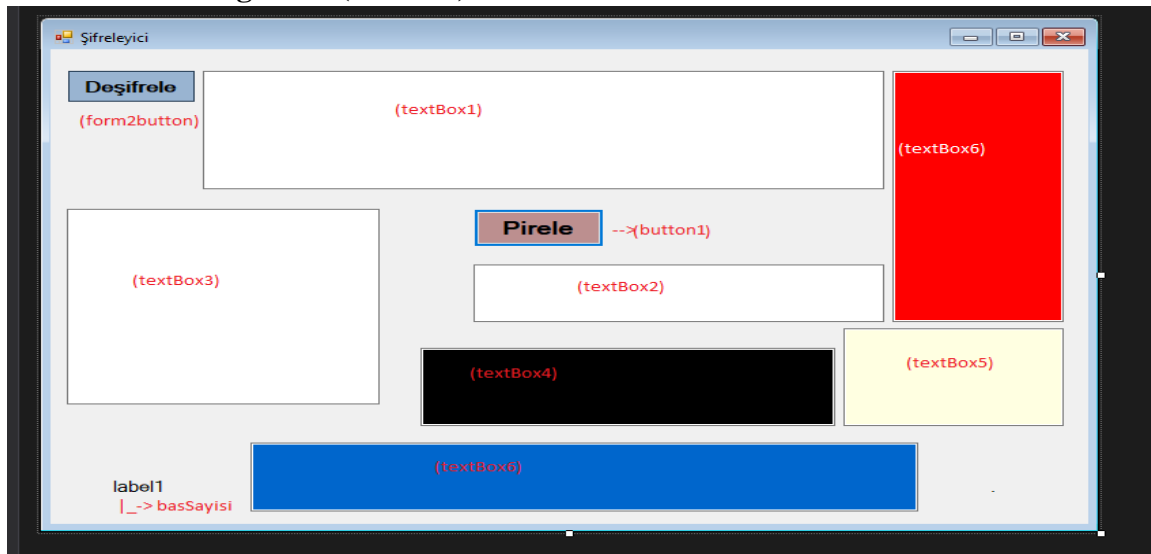 Şifreleyici
Deşifrele
(form2button)
(textBox1)
(textBox6)
Pirele
-->(button1)
(textBox3)
(textBox2)
(textBox4)
(textBox5)
(textBox6)
label1
|_-> basSayisi